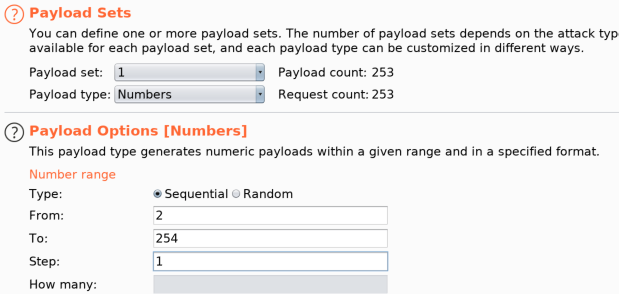 ? Payload Sets
You can define one or more payload sets. The number of payload sets depends on the attack typ
available for each payload set, and each payload type can be customized in different ways.
Payload set: 1 Payload count: 253
Payload type: Numbers Request count: 253
? Payload Options [Numbers]
This payload type generates numeric payloads within a given range and in a specified format.
Number range
Type: Sequential Random
From: 2
To: 254
Step: 1
How many: